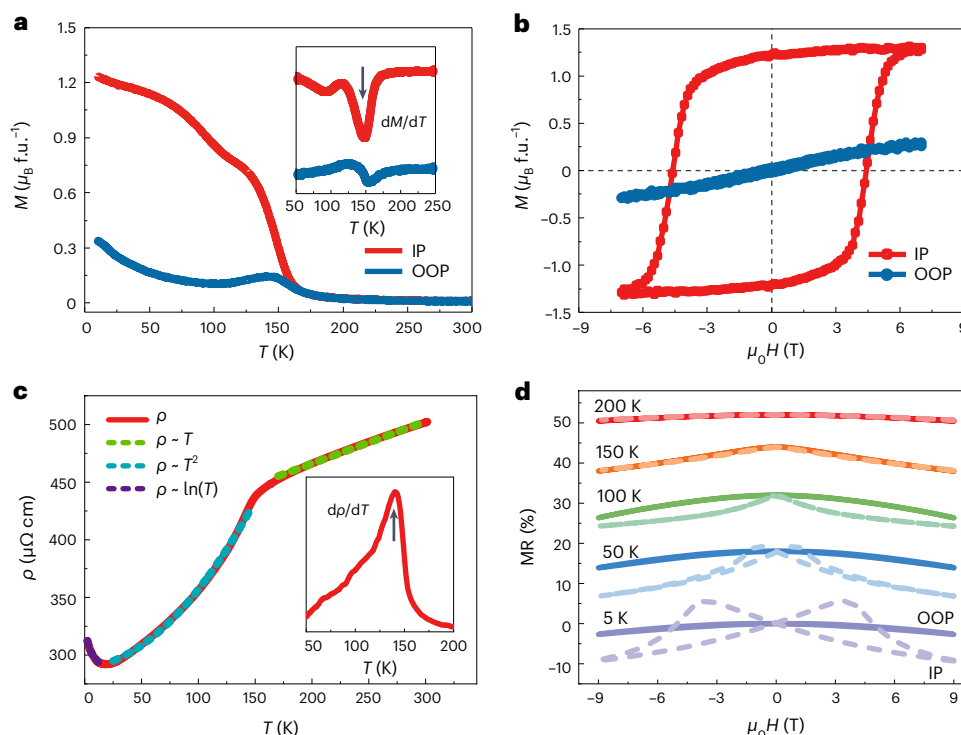 a
1.5
1.2
0.9
0.6
0.3
0
M (μB f.u.⁻¹)
0
50
100
150
200
250
300
T (K)
dM/dT
50
100
150
200
250
T (K)
IP
OOP
b
1.5
1.0
0.5
0
−0.5
−1.0
−1.5
M (μB f.u.⁻¹)
−9
−6
−3
0
3
6
9
μ0H (T)
IP
OOP
c
500
450
400
350
300
ρ (μΩ cm)
0
50
100
150
200
250
300
T (K)
ρ
ρ ~ T
ρ ~ T²
ρ ~ ln(T)
dρ/dT
50
100
150
200
T (K)
d
50
40
30
20
10
0
−10
MR (%)
−9
−6
−3
0
3
6
9
μ0H (T)
200 K
150 K
100 K
50 K
5 K
OOP
IP